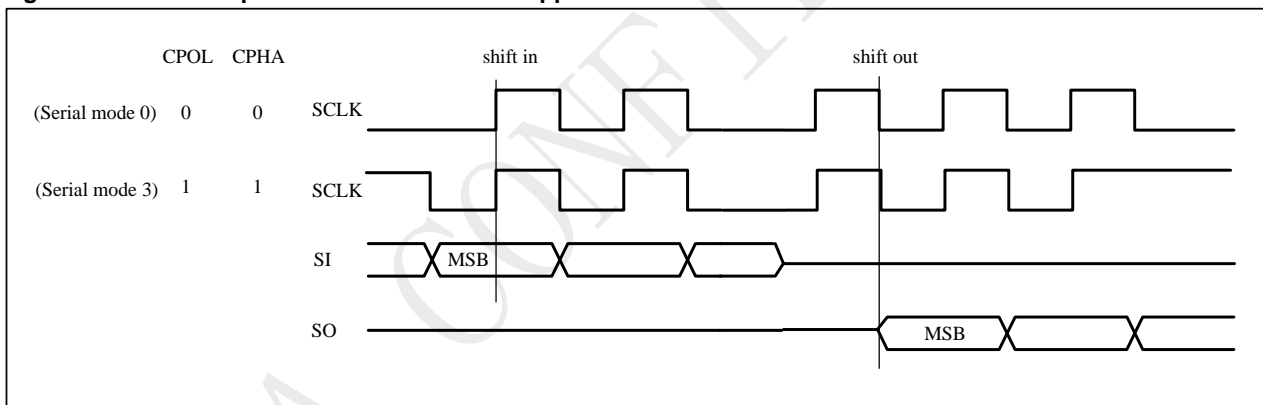 CPOL CPHA shift in shift out
(Serial mode 0) 0 0 SCLK
(Serial mode 3) 1 1 SCLK
SI MSB
SO MSB